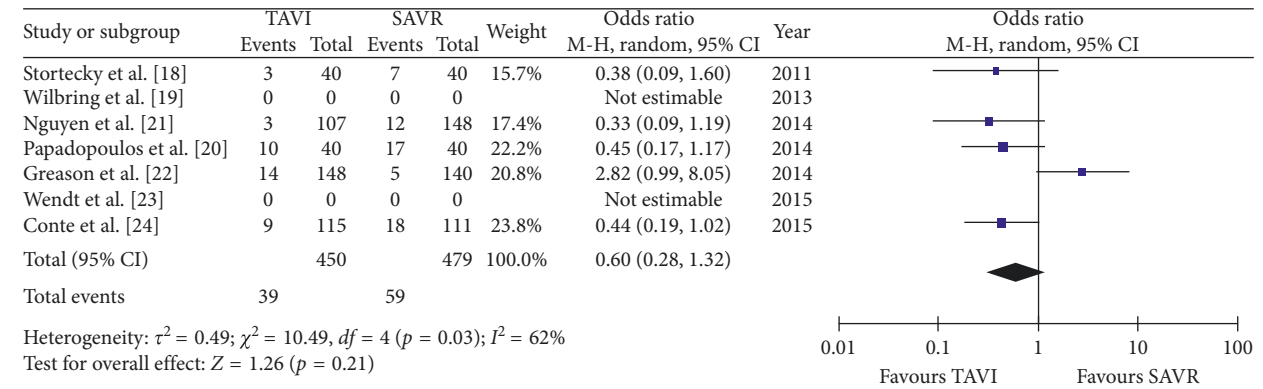 Study or subgroup TAVI SAVR Weight Odds ratio Year Odds ratio
Events Total Events Total M-H, random, 95% CI M-H, random, 95% CI
Stortecky et al. [18] 3 40 7 40 15.7% 0.38 (0.09, 1.60) 2011
Wilbring et al. [19] 0 0 0 0 Not estimable 2013
Nguyen et al. [21] 3 107 12 148 17.4% 0.33 (0.09, 1.19) 2014
Papadopoulos et al. [20] 10 40 17 40 22.2% 0.45 (0.17, 1.17) 2014
Greason et al. [22] 14 148 5 140 20.8% 2.82 (0.99, 8.05) 2014
Wendt et al. [23] 0 0 0 0 Not estimable 2015
Conte et al. [24] 9 115 18 111 23.8% 0.44 (0.19, 1.02) 2015
Total (95% CI) 450 479 100.0% 0.60 (0.28, 1.32)
Total events 39 59
Heterogeneity: τ² = 0.49; χ² = 10.49, df = 4 (p = 0.03); I² = 62%
Test for overall effect: Z = 1.26 (p = 0.21)
0.01 0.1 1 10 100
Favours TAVI Favours SAVR